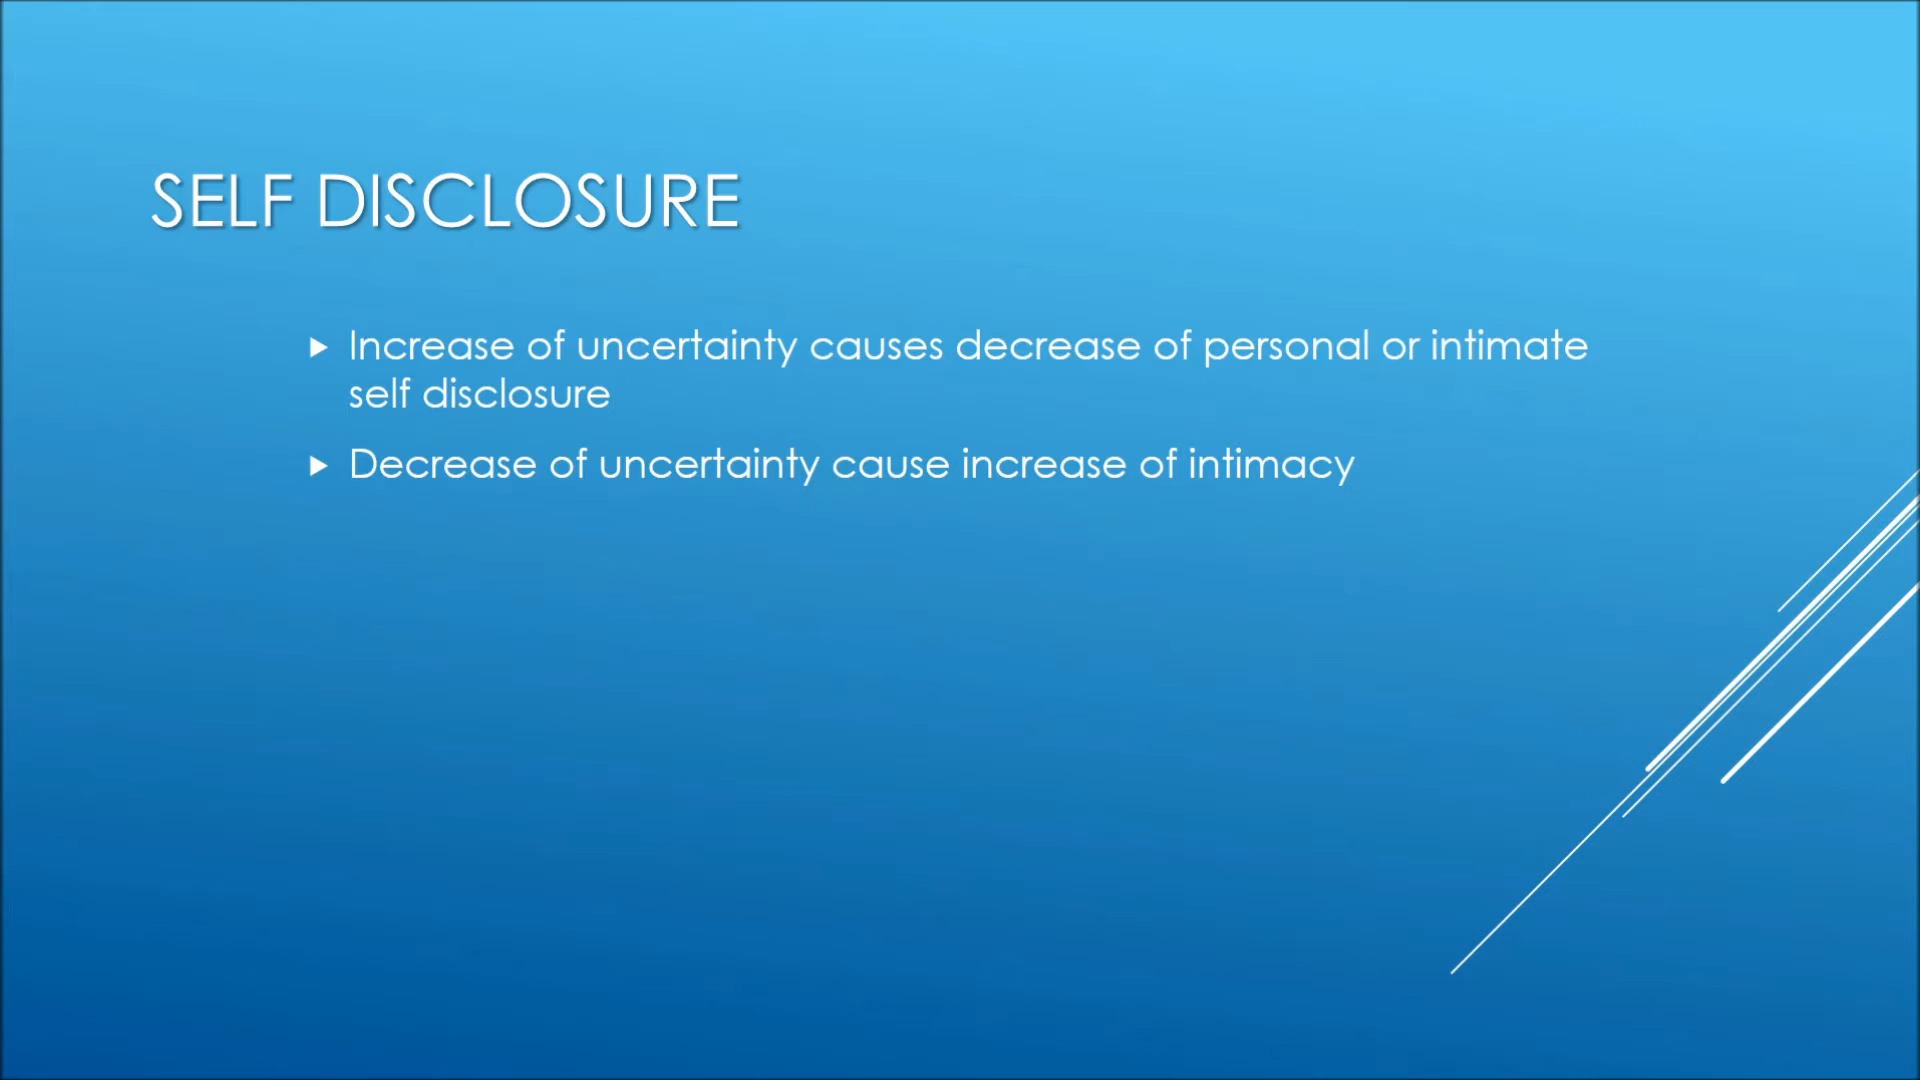 SELF DISCLOSURE
Increase of uncertainty causes decrease of personal or intimate
self disclosure
Decrease of uncertainty cause increase of intimacy